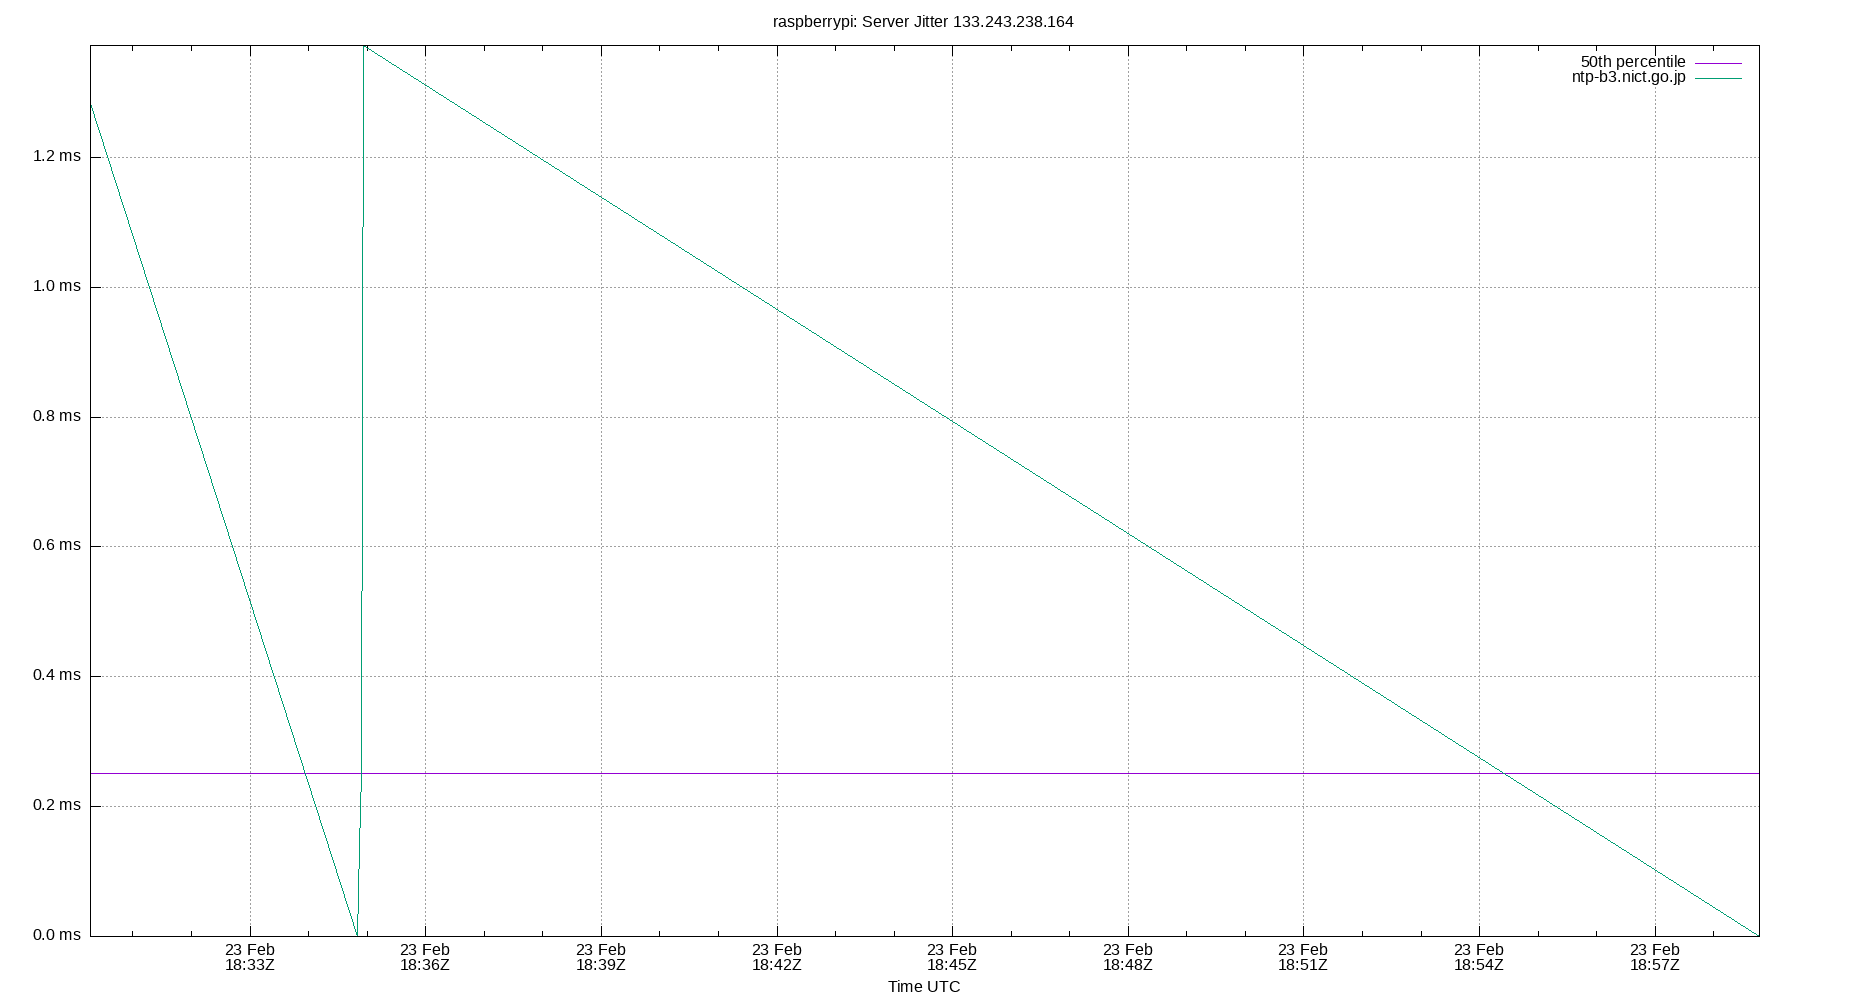 raspberrypi: Server Jitter 133.243.238.164
50th percentile
ntp-b3.nict.go.jp
1.2 ms
1.0 ms
0.8 ms
0.6 ms
0.4 ms
0.2 ms
0.0 ms
23 Feb 23 Feb 23 Feb 23 Feb 23 Feb 23 Feb 23 Feb 23 Feb 23 Feb
18:33Z 18:36Z 18:39Z 18:42Z 18:45Z 18:48Z 18:51Z 18:54Z 18:57Z
Time UTC